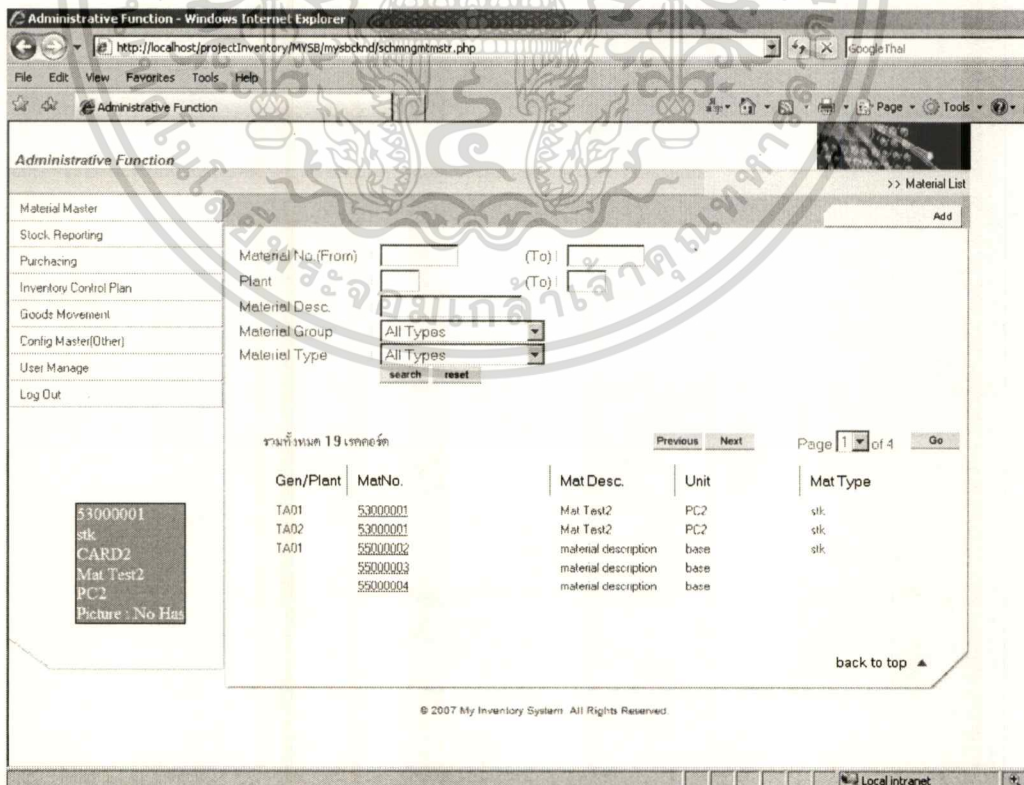 Administrative Function - Windows Internet Explorer
http://localhost/projectInventory/MYSB/mysbcknd/schmngmtmstr.php
GoogleThai
File Edit View Favorites Tools Help
Administrative Function
Page Tools
Administrative Function
>> Material List
Material Master
Add
Stock Reporting
Purchasing
Inventory Control Plan
Goods Movement
Config Master(Other)
User Manage
Log Out
Material No.(From) (To)
Plant (To)
Material Desc.
Material Group All Types
Material Type All Types
search reset
รวมทั้งหมด 19 เรคคอร์ด Previous Next Page 1 of 4 Go
Gen/Plant MatNo. Mat Desc. Unit Mat Type
TA01 53000001 Mat Test2 PC2 stk
TA02 53000001 Mat Test2 PC2 stk
TA01 55000002 material description base stk
55000003 material description base
55000004 material description base
53000001
stk
CARD2
Mat Test2
PC2
Picture : No Has
back to top
© 2007 My Inventory System All Rights Reserved.
Local intranet